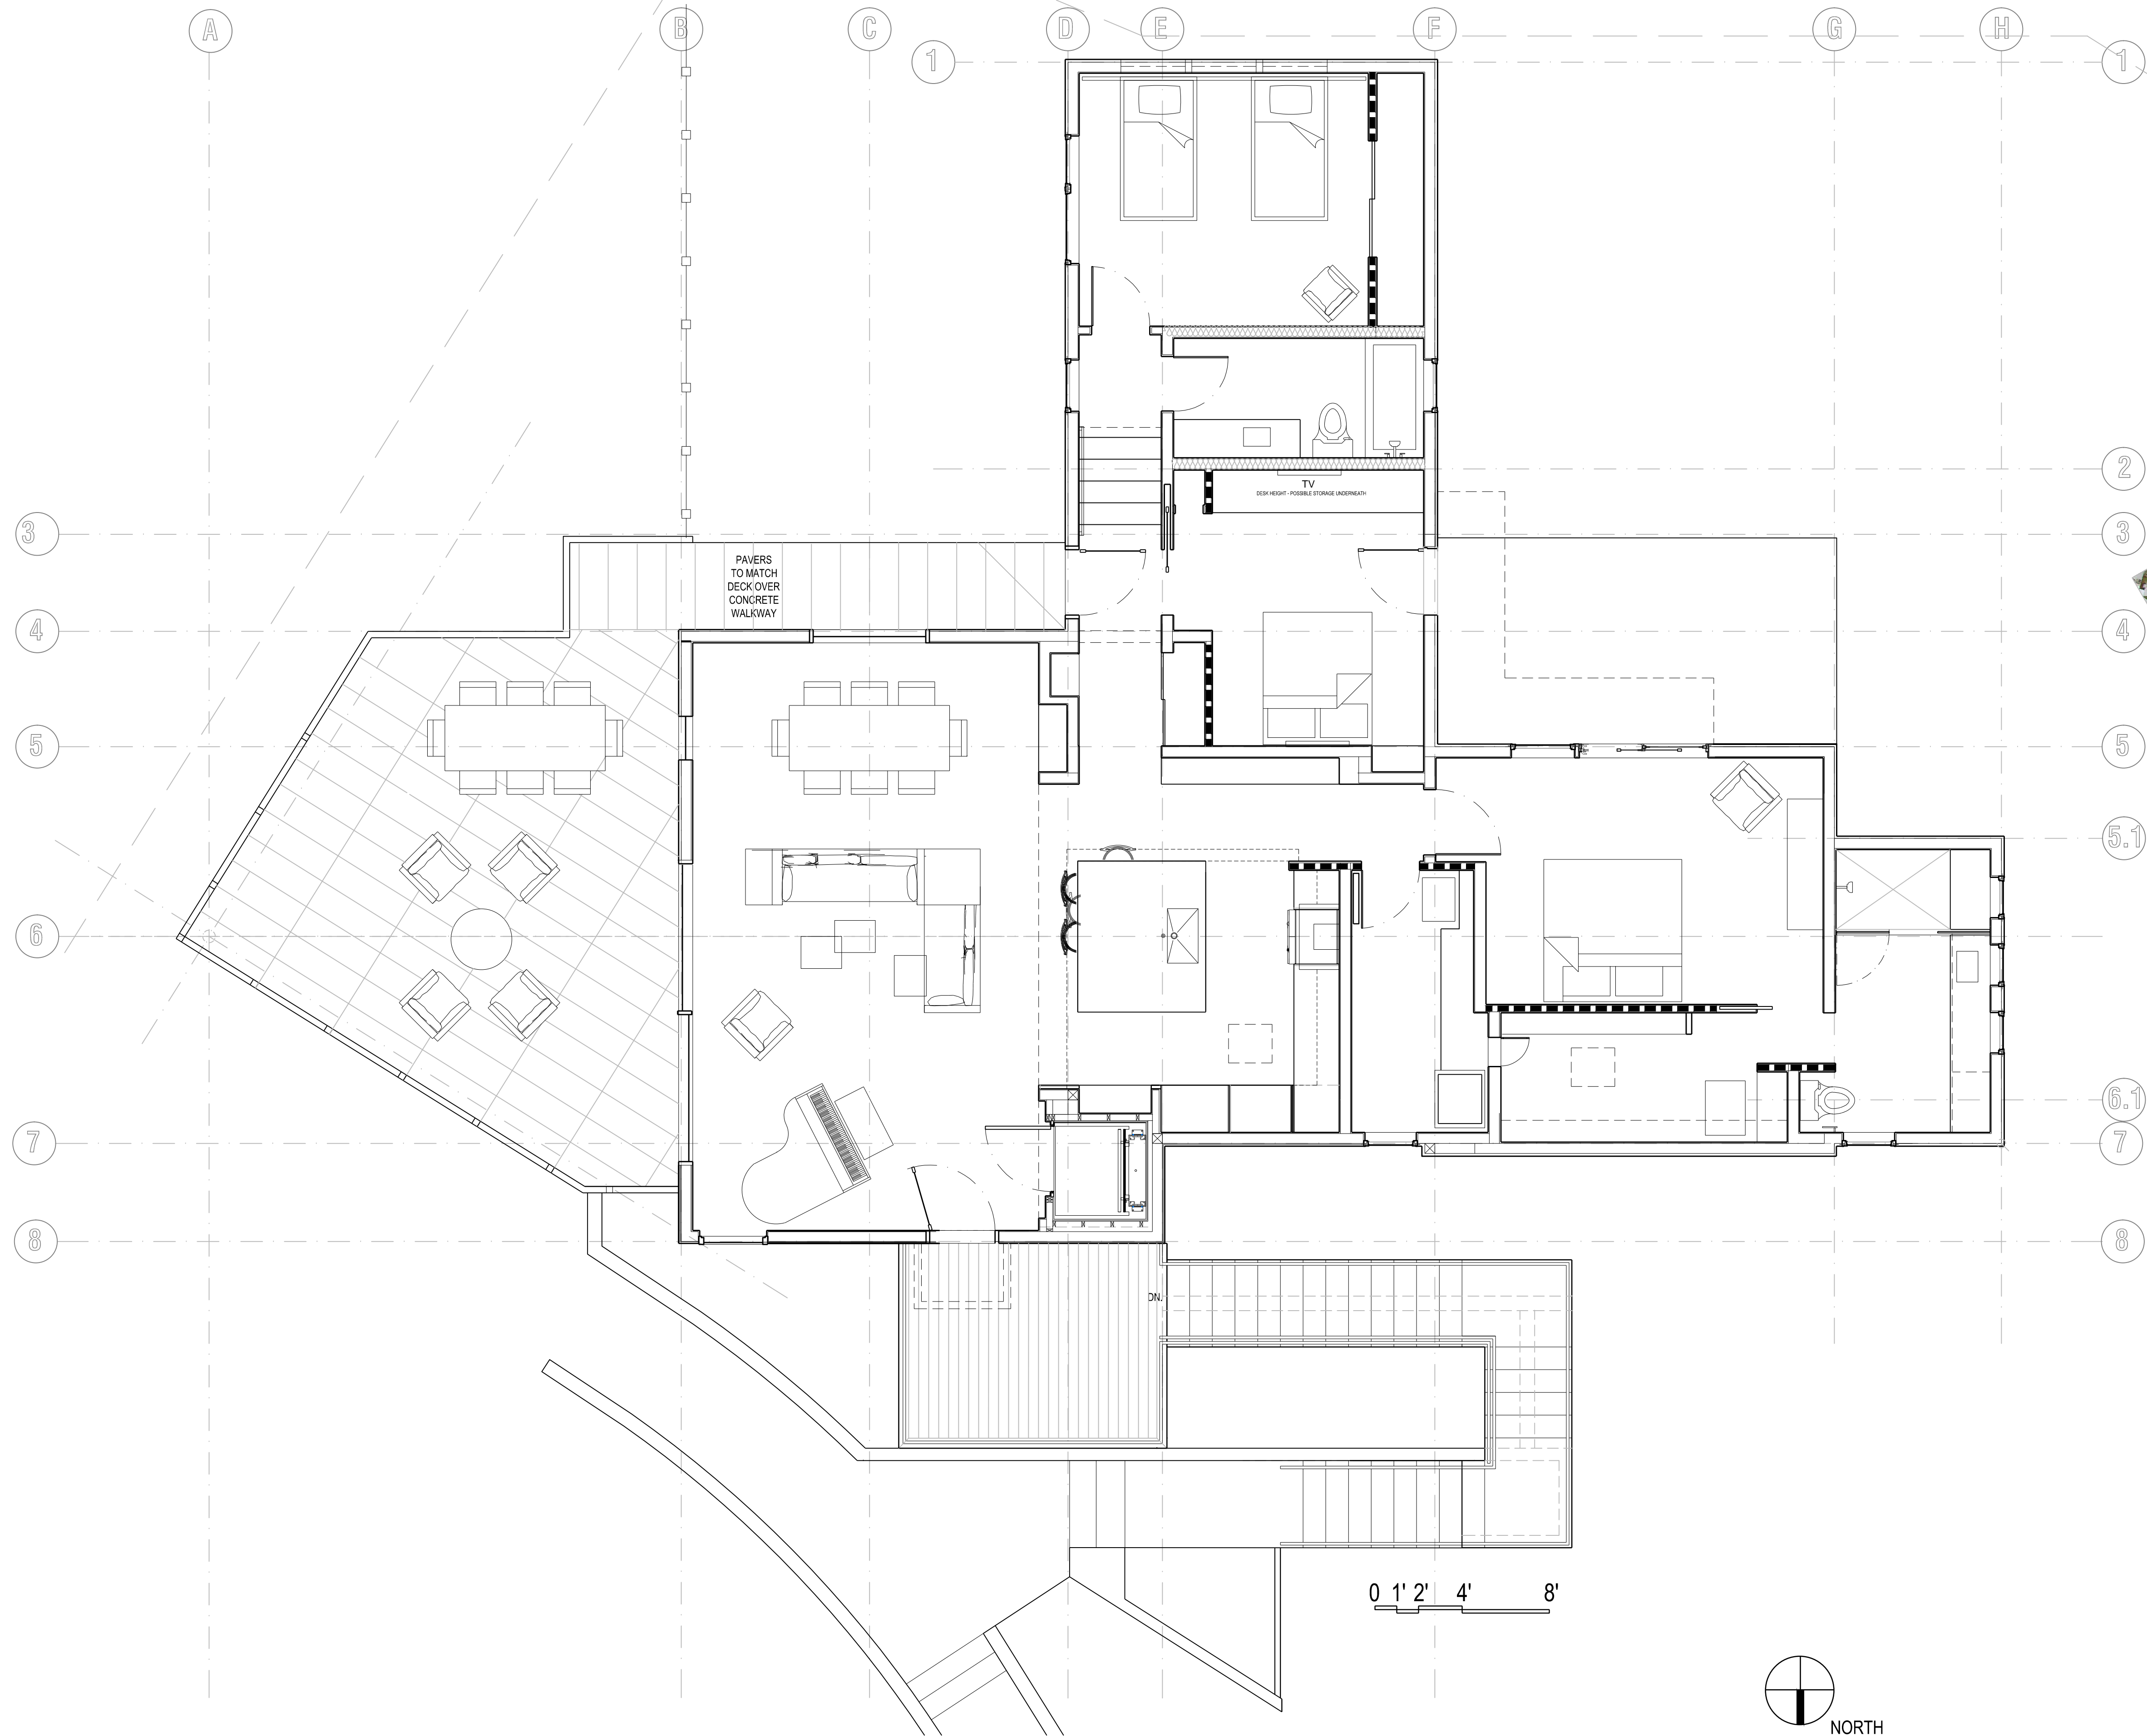 A B C D E F G H
1 1
TV
DESK HEIGHT - POSSIBLE STORAGE UNDERNEATH
2
3 3
PAVERS
TO MATCH
DECK OVER
CONCRETE
WALKWAY
4 4
5 5
5.1
6
6.1
7 7
8 8
DN.
0 1' 2' 4' 8'
NORTH